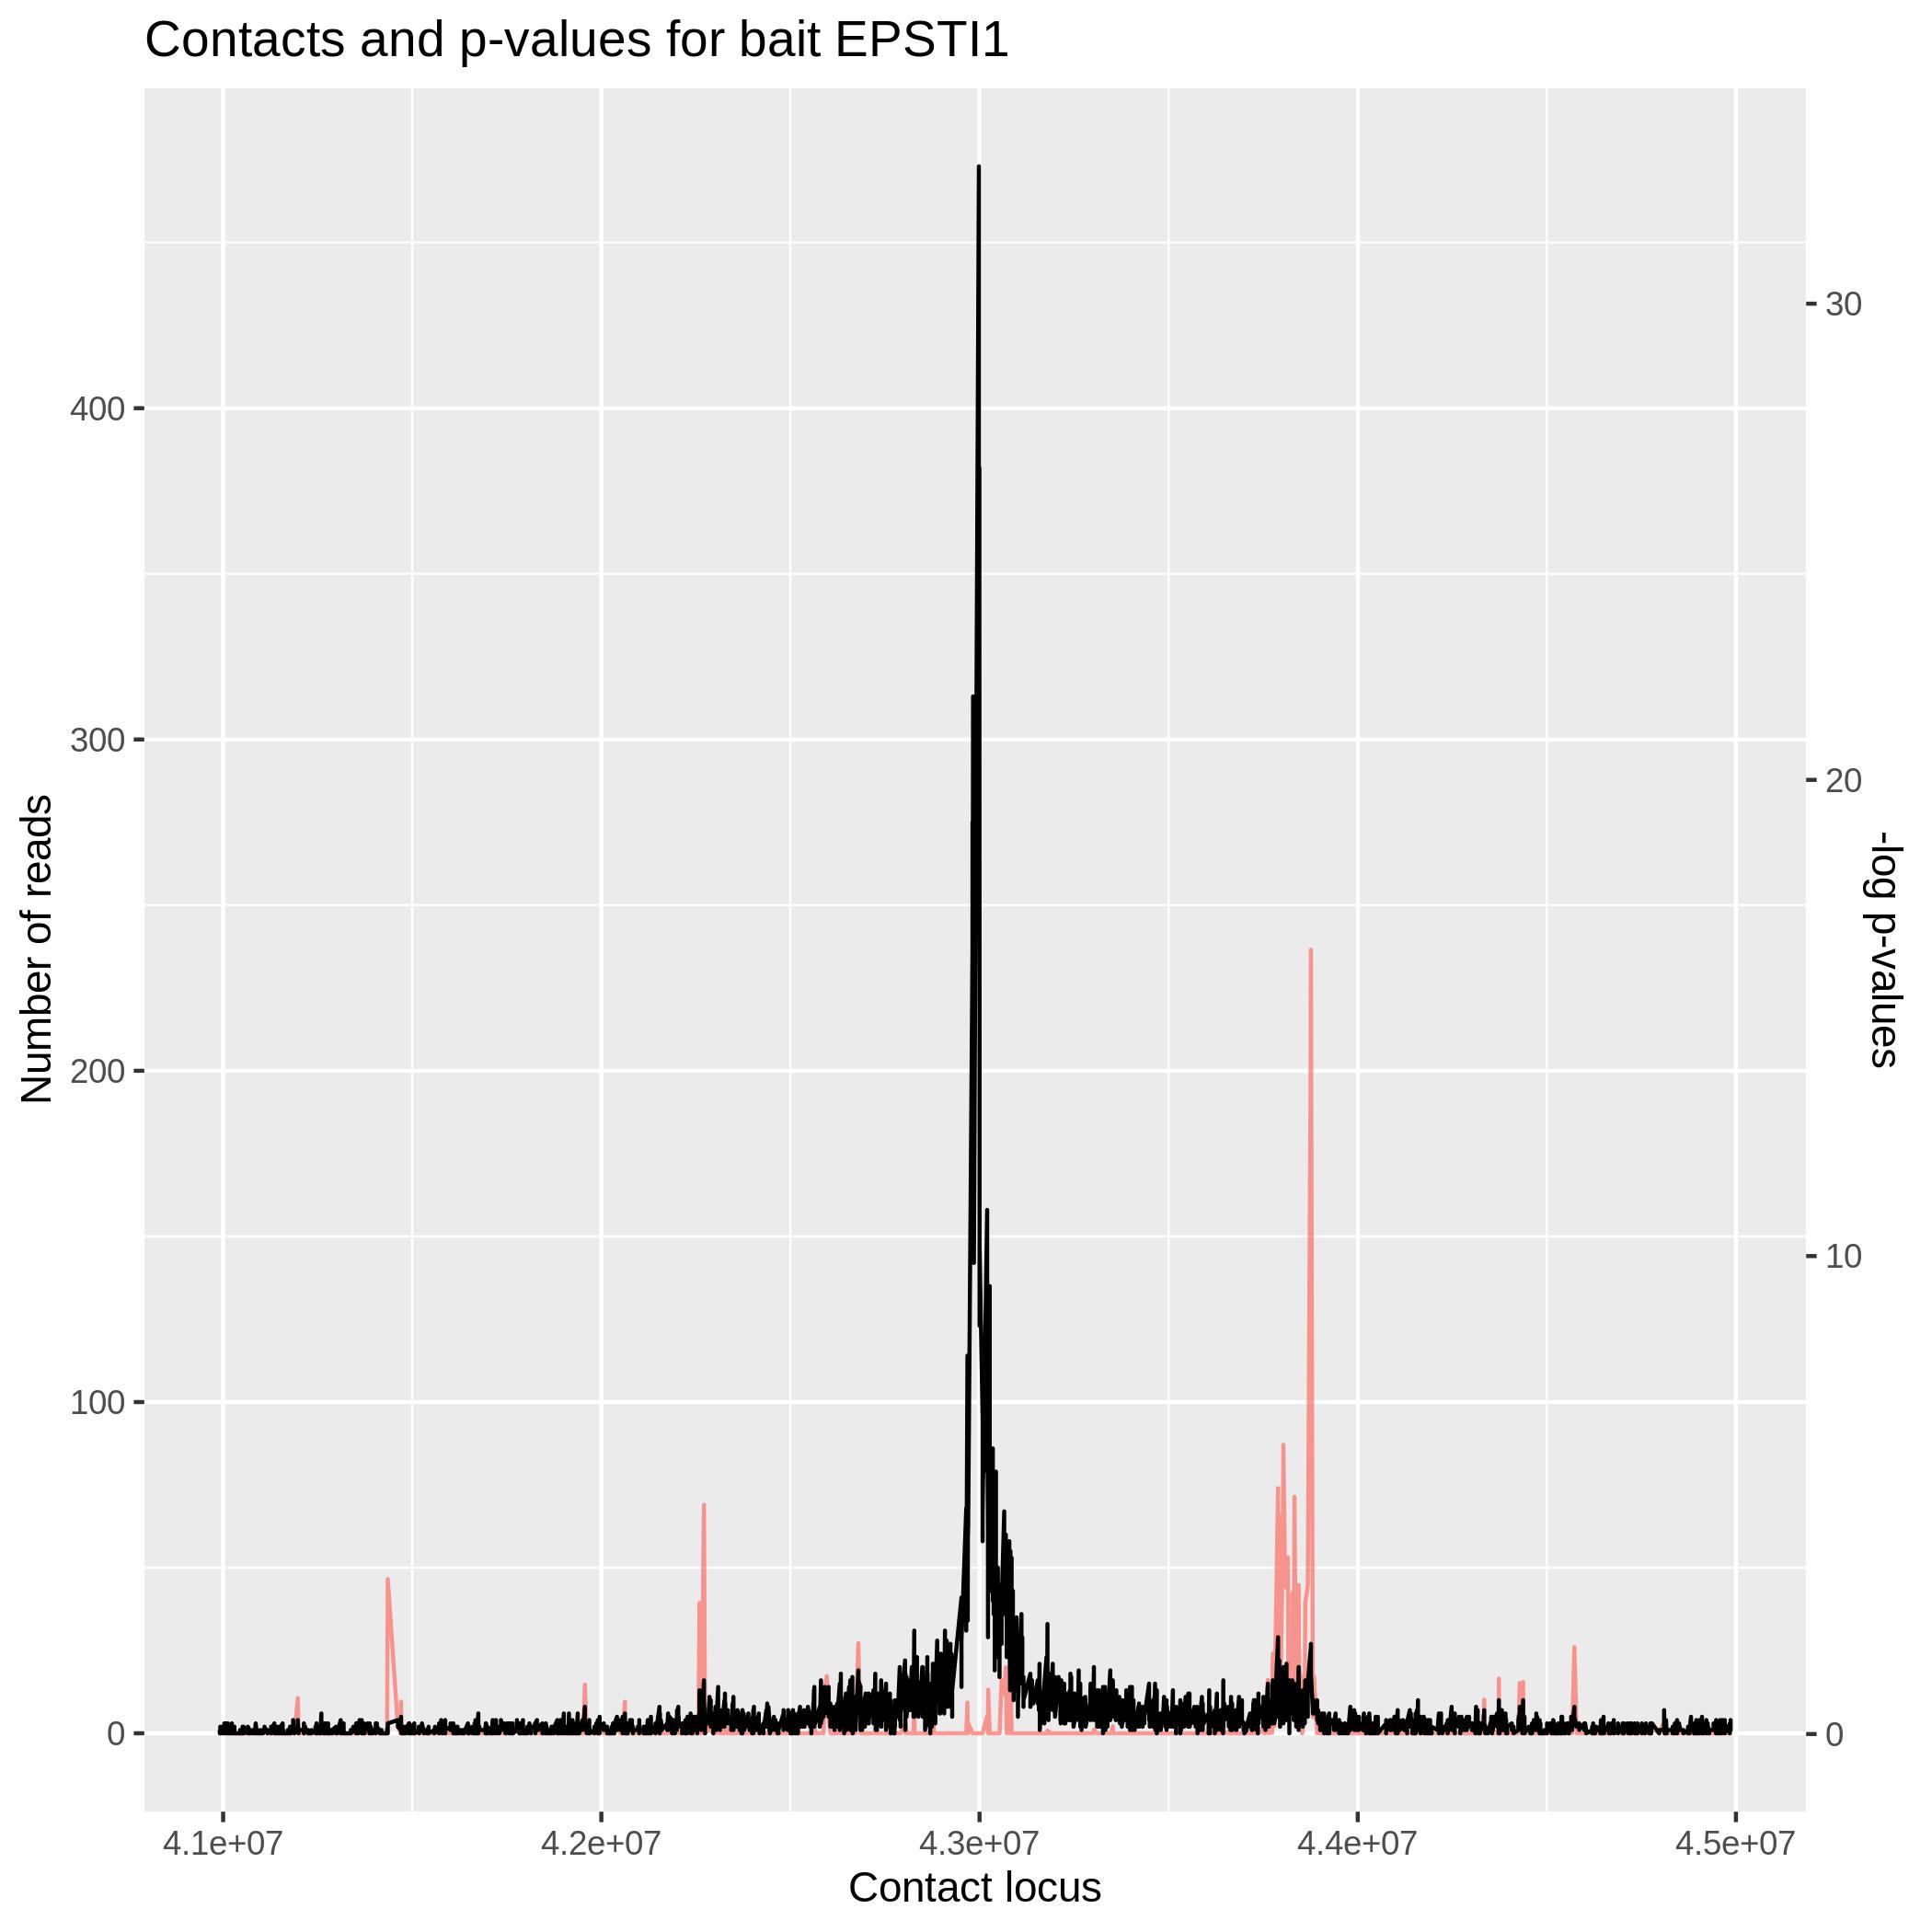 Contacts and p-values for bait EPSTI1
Number of reads
400
300
200
100
0
30
20
10
0
-log p-values
4.1e+07
4.2e+07
4.3e+07
4.4e+07
4.5e+07
Contact locus